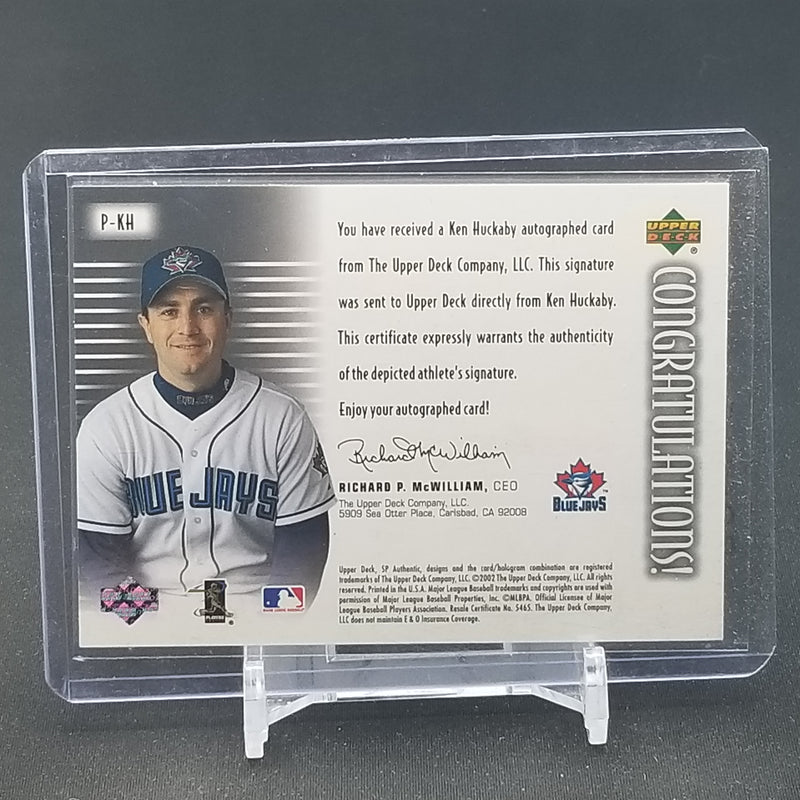 P-KH
BLUE JAYS
You have received a Ken Huckaby autographed card
from The Upper Deck Company, LLC. This signature
was sent to Upper Deck directly from Ken Huckaby.
This certificate expressly warrants the authenticity
of the depicted athlete's signature.
Enjoy your autographed card!
Richard McWilliam
RICHARD P. McWILLIAM, CEO
The Upper Deck Company, LLC.
5909 Sea Otter Place, Carlsbad, CA 92008
BLUE JAYS
TM
UPPER
DECK
®
CONGRATULATIONS!
Upper Deck, SP Authentic, designs and the card/hologram combination are registered
trademarks of The Upper Deck Company, LLC. ©2002 The Upper Deck Company, LLC. All rights
reserved. Printed in the U.S.A. Major League Baseball trademarks and copyrights are used with
permission of Major League Baseball Properties, Inc. ©MLBPA. Official Licensee of Major
League Baseball Players Association. Resale Certificate No. 5465. The Upper Deck Company,
LLC does not maintain E & O Insurance Coverage.
PLAYERS